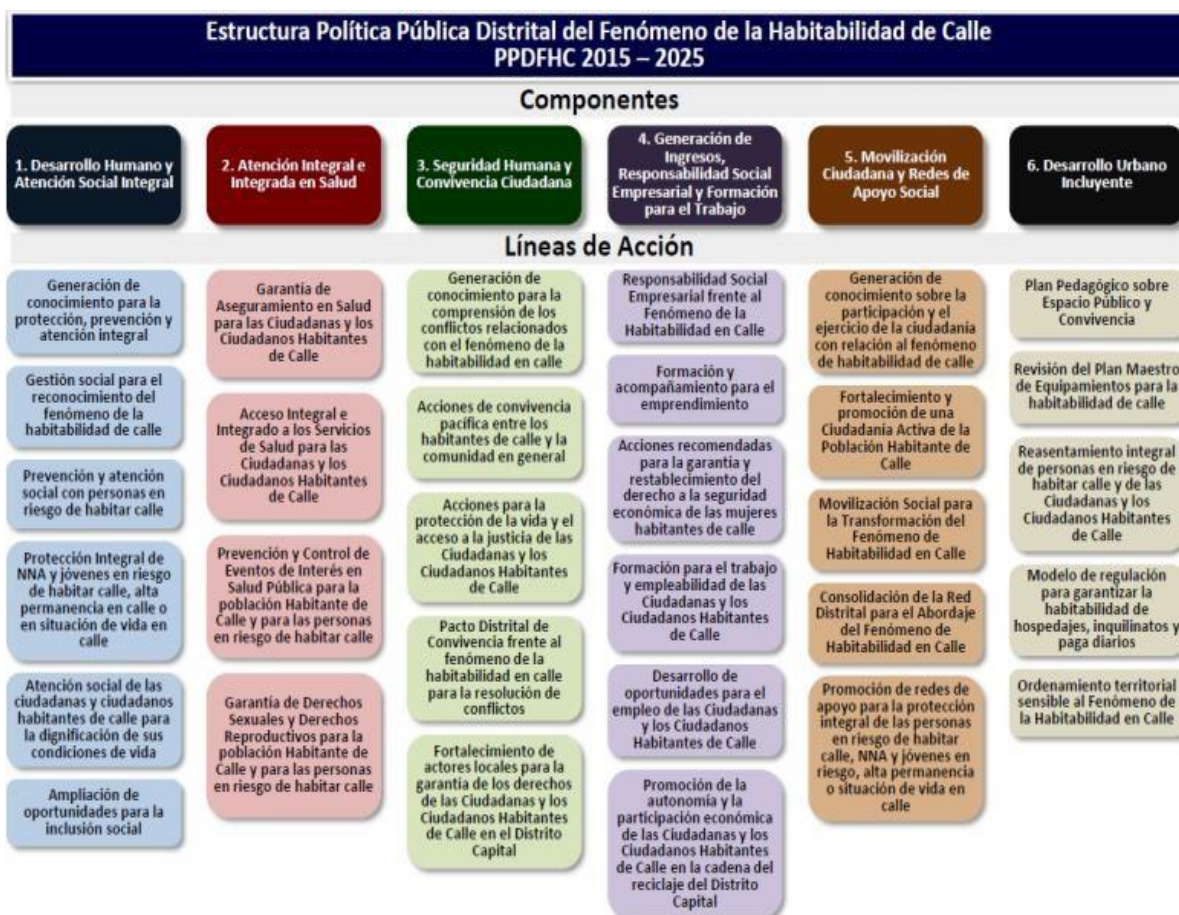 Estructura Política Pública Distrital del Fenómeno de la Habitabilidad de Calle
PPDFHC 2015 – 2025
Componentes
1. Desarrollo Humano y
Atención Social Integral
2. Atención Integral e
Integrada en Salud
3. Seguridad Humana y
Convivencia Ciudadana
4. Generación de
Ingresos,
Responsabilidad Social
Empresarial y Formación
para el Trabajo
5. Movilización
Ciudadana y Redes de
Apoyo Social
6. Desarrollo Urbano
Incluyente
Líneas de Acción
Generación de
conocimiento para la
protección, prevención y
atención integral
Gestión social para el
reconocimiento del
fenómeno de la
habitabilidad de calle
Prevención y atención
social con personas en
riesgo de habitar calle
Protección Integral de
NNA y jóvenes en riesgo
de habitar calle, alta
permanencia en calle o
en situación de vida en
calle
Atención social de las
ciudadanas y ciudadanos
habitantes de calle para
la dignificación de sus
condiciones de vida
Ampliación de
oportunidades para la
inclusión social
Garantía de
Aseguramiento en Salud
para las Ciudadanas y los
Ciudadanos Habitantes
de Calle
Acceso Integral e
Integrado a los Servicios
de Salud para las
Ciudadanas y los
Ciudadanos Habitantes
de Calle
Prevención y Control de
Eventos de Interés en
Salud Pública para la
población Habitante de
Calle y para las personas
en riesgo de habitar calle
Garantía de Derechos
Sexuales y Derechos
Reproductivos para la
población Habitante de
Calle y para las personas
en riesgo de habitar calle
Generación de
conocimiento para la
comprensión de los
conflictos relacionados
con el fenómeno de la
habitabilidad en calle
Acciones de convivencia
pacífica entre los
habitantes de calle y la
comunidad en general
Acciones para la
protección de la vida y el
acceso a la justicia de las
Ciudadanas y los
Ciudadanos Habitantes de
Calle
Pacto Distrital de
Convivencia frente al
fenómeno de la
habitabilidad en calle
para la resolución de
conflictos
Fortalecimiento de
actores locales para la
garantía de los derechos
de las Ciudadanas y los
Ciudadanos Habitantes
de Calle en el Distrito
Capital
Responsabilidad Social
Empresarial frente al
Fenómeno de la
Habitabilidad en Calle
Formación y
acompañamiento para el
emprendimiento
Acciones recomendadas
para la garantía y
restablecimiento del
derecho a la seguridad
económica de las mujeres
habitantes de calle
Formación para el trabajo
y empleabilidad de las
Ciudadanas y los
Ciudadanos Habitantes
de Calle
Desarrollo de
oportunidades para el
empleo de las Ciudadanas
y los Ciudadanos
Habitantes de Calle
Promoción de la
autonomía y la
participación económica
de las Ciudadanas y los
Ciudadanos Habitantes
de Calle en la cadena del
reciclaje del Distrito
Capital
Generación de
conocimiento sobre la
participación y el
ejercicio de la ciudadanía
con relación al fenómeno
de habitabilidad de calle
Fortalecimiento y
promoción de una
Ciudadanía Activa de la
Población Habitante de
Calle
Movilización Social para
la Transformación del
Fenómeno de
Habitabilidad en Calle
Consolidación de la Red
Distrital para el Abordaje
del Fenómeno de
Habitabilidad en Calle
Promoción de redes de
apoyo para la protección
integral de las personas
en riesgo de habitar
calle, NNA y jóvenes en
riesgo, alta permanencia
o situación de vida en
calle
Plan Pedagógico sobre
Espacio Público y
Convivencia
Revisión del Plan Maestro
de Equipamientos para la
habitabilidad de calle
Reasentamiento integral
de personas en riesgo de
habitar calle y de las
Ciudadanas y los
Ciudadanos Habitantes
de Calle
Modelo de regulación
para garantizar la
habitabilidad de
hospedajes, inquilinatos y
paga diarios
Ordenamiento territorial
sensible al Fenómeno de
la Habitabilidad en Calle